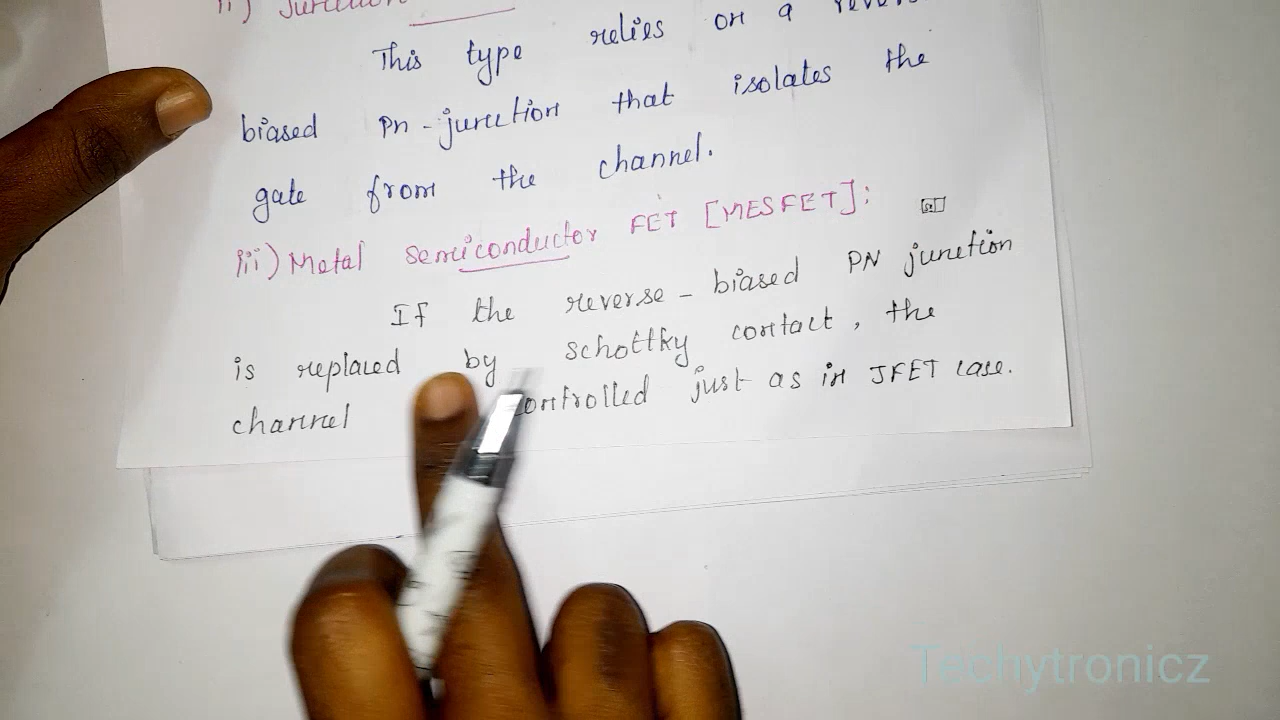 ii) Junction
This type relies on a
biased Pn-junction that isolates the
gate from the channel.
iii) Metal Semiconductor FET [MESFET]:
If the reverse-biased PN junction
is replaced by schottky contact, the
channel controlled just as in JFET case.
Techytronicz